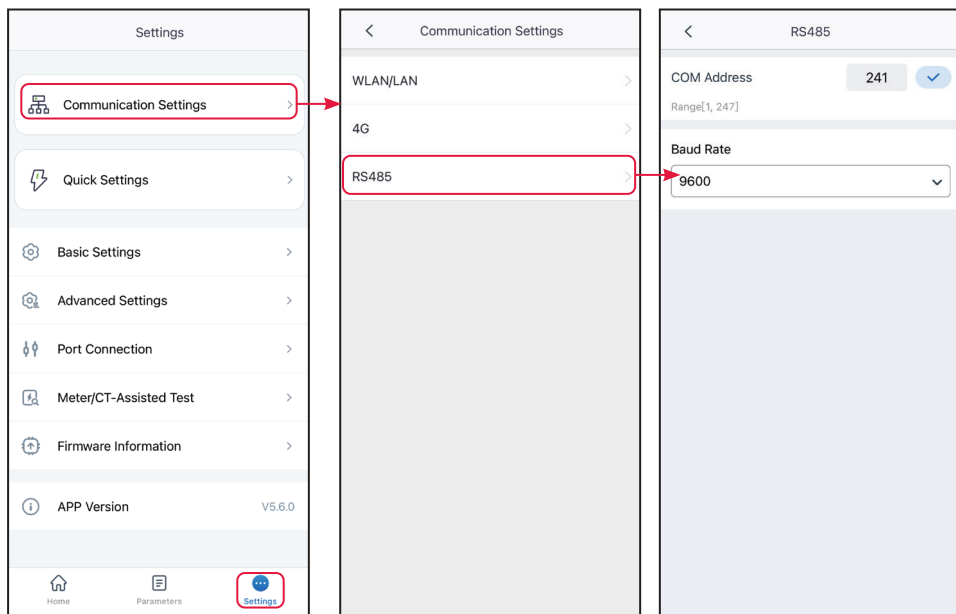 Settings
Communication Settings
Quick Settings
Basic Settings
Advanced Settings
Port Connection
Meter/CT-Assisted Test
Firmware Information
APP Version V5.6.0
Home Parameters Settings
Communication Settings
WLAN/LAN
4G
RS485
RS485
COM Address 241
Range[1, 247]
Baud Rate
9600